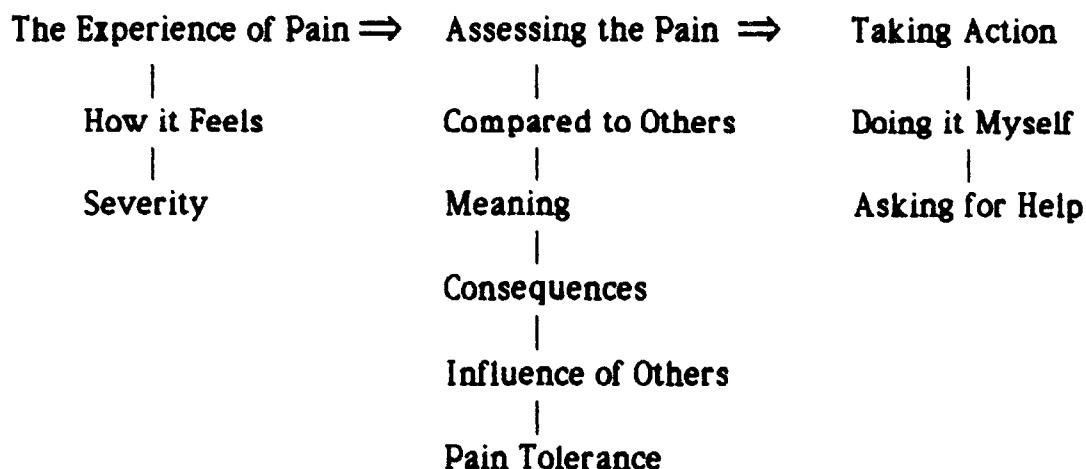 The Experience of Pain ⇒ Assessing the Pain ⇒ Taking Action
How it Feels Compared to Others Doing it Myself
Severity Meaning Asking for Help
Consequences
Influence of Others
Pain Tolerance